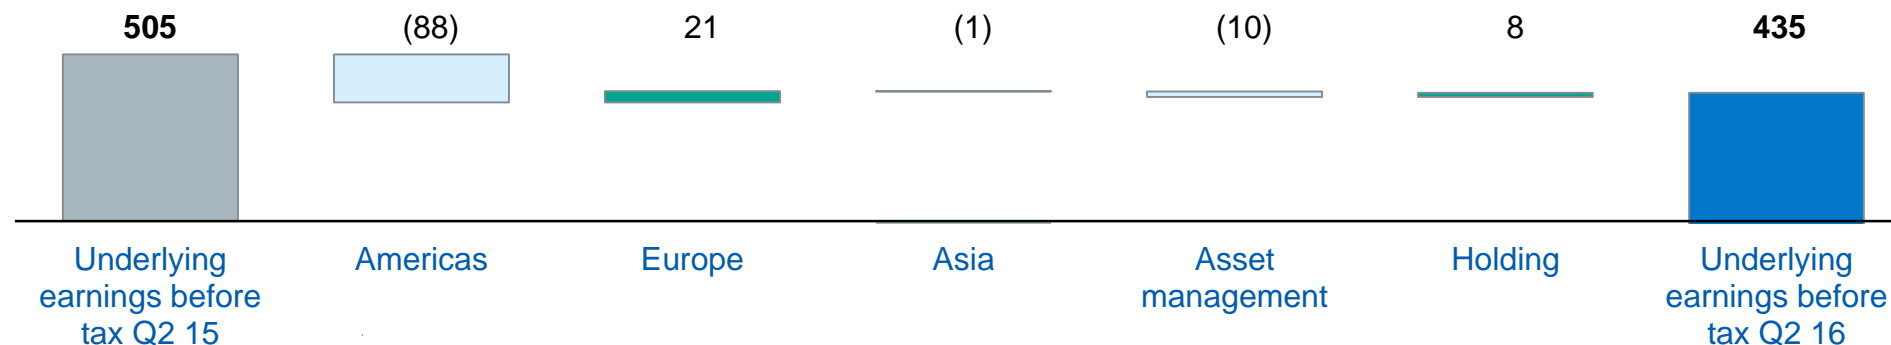 505 (88) 21 (1) (10) 8 435
Underlying
earnings before
tax Q2 15
Americas
Europe
Asia
Asset
management
Holding
Underlying
earnings before
tax Q2 16